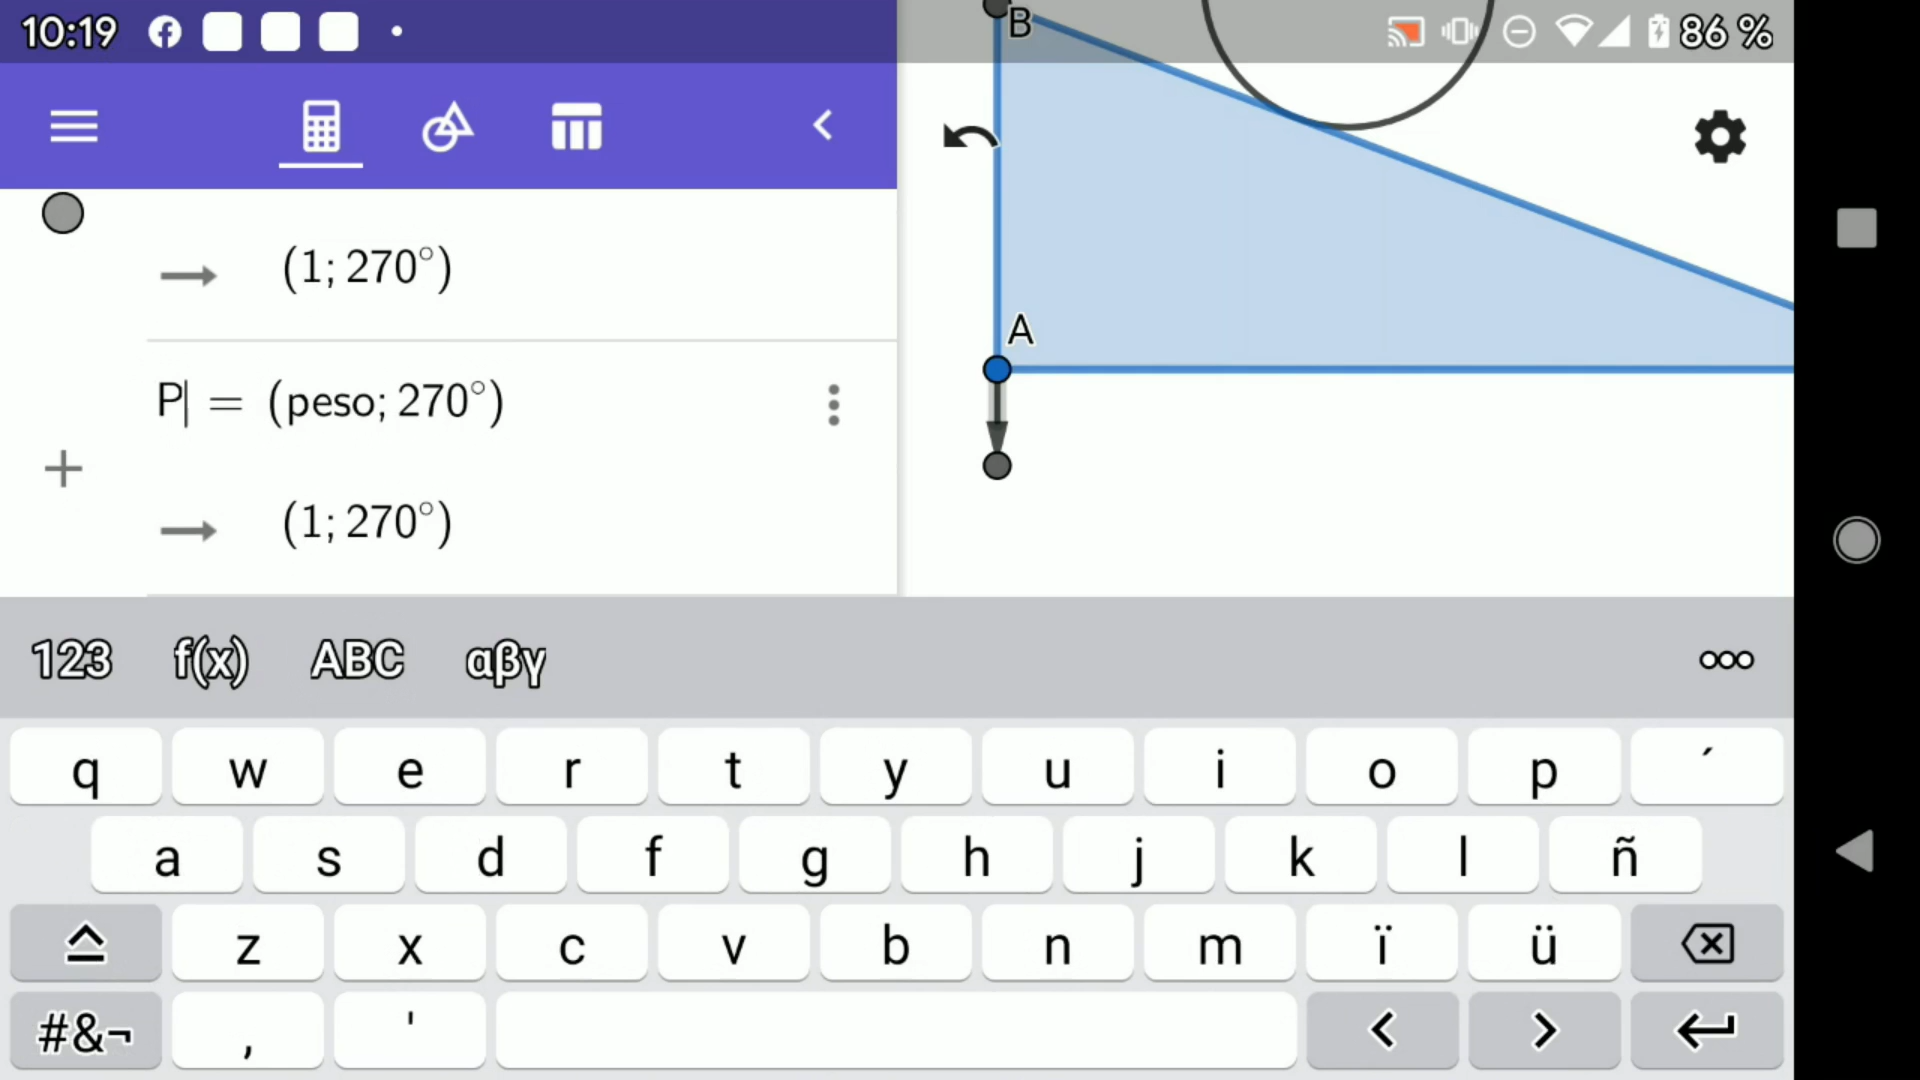 10:19
86 %
B
(1; 270°)
A
P = (peso; 270°)
(1; 270°)
123 f(x) ABC αβγ
q w e r t y u i o p ´
a s d f g h j k l ñ
z x c v b n m ï ü
#&¬ , '